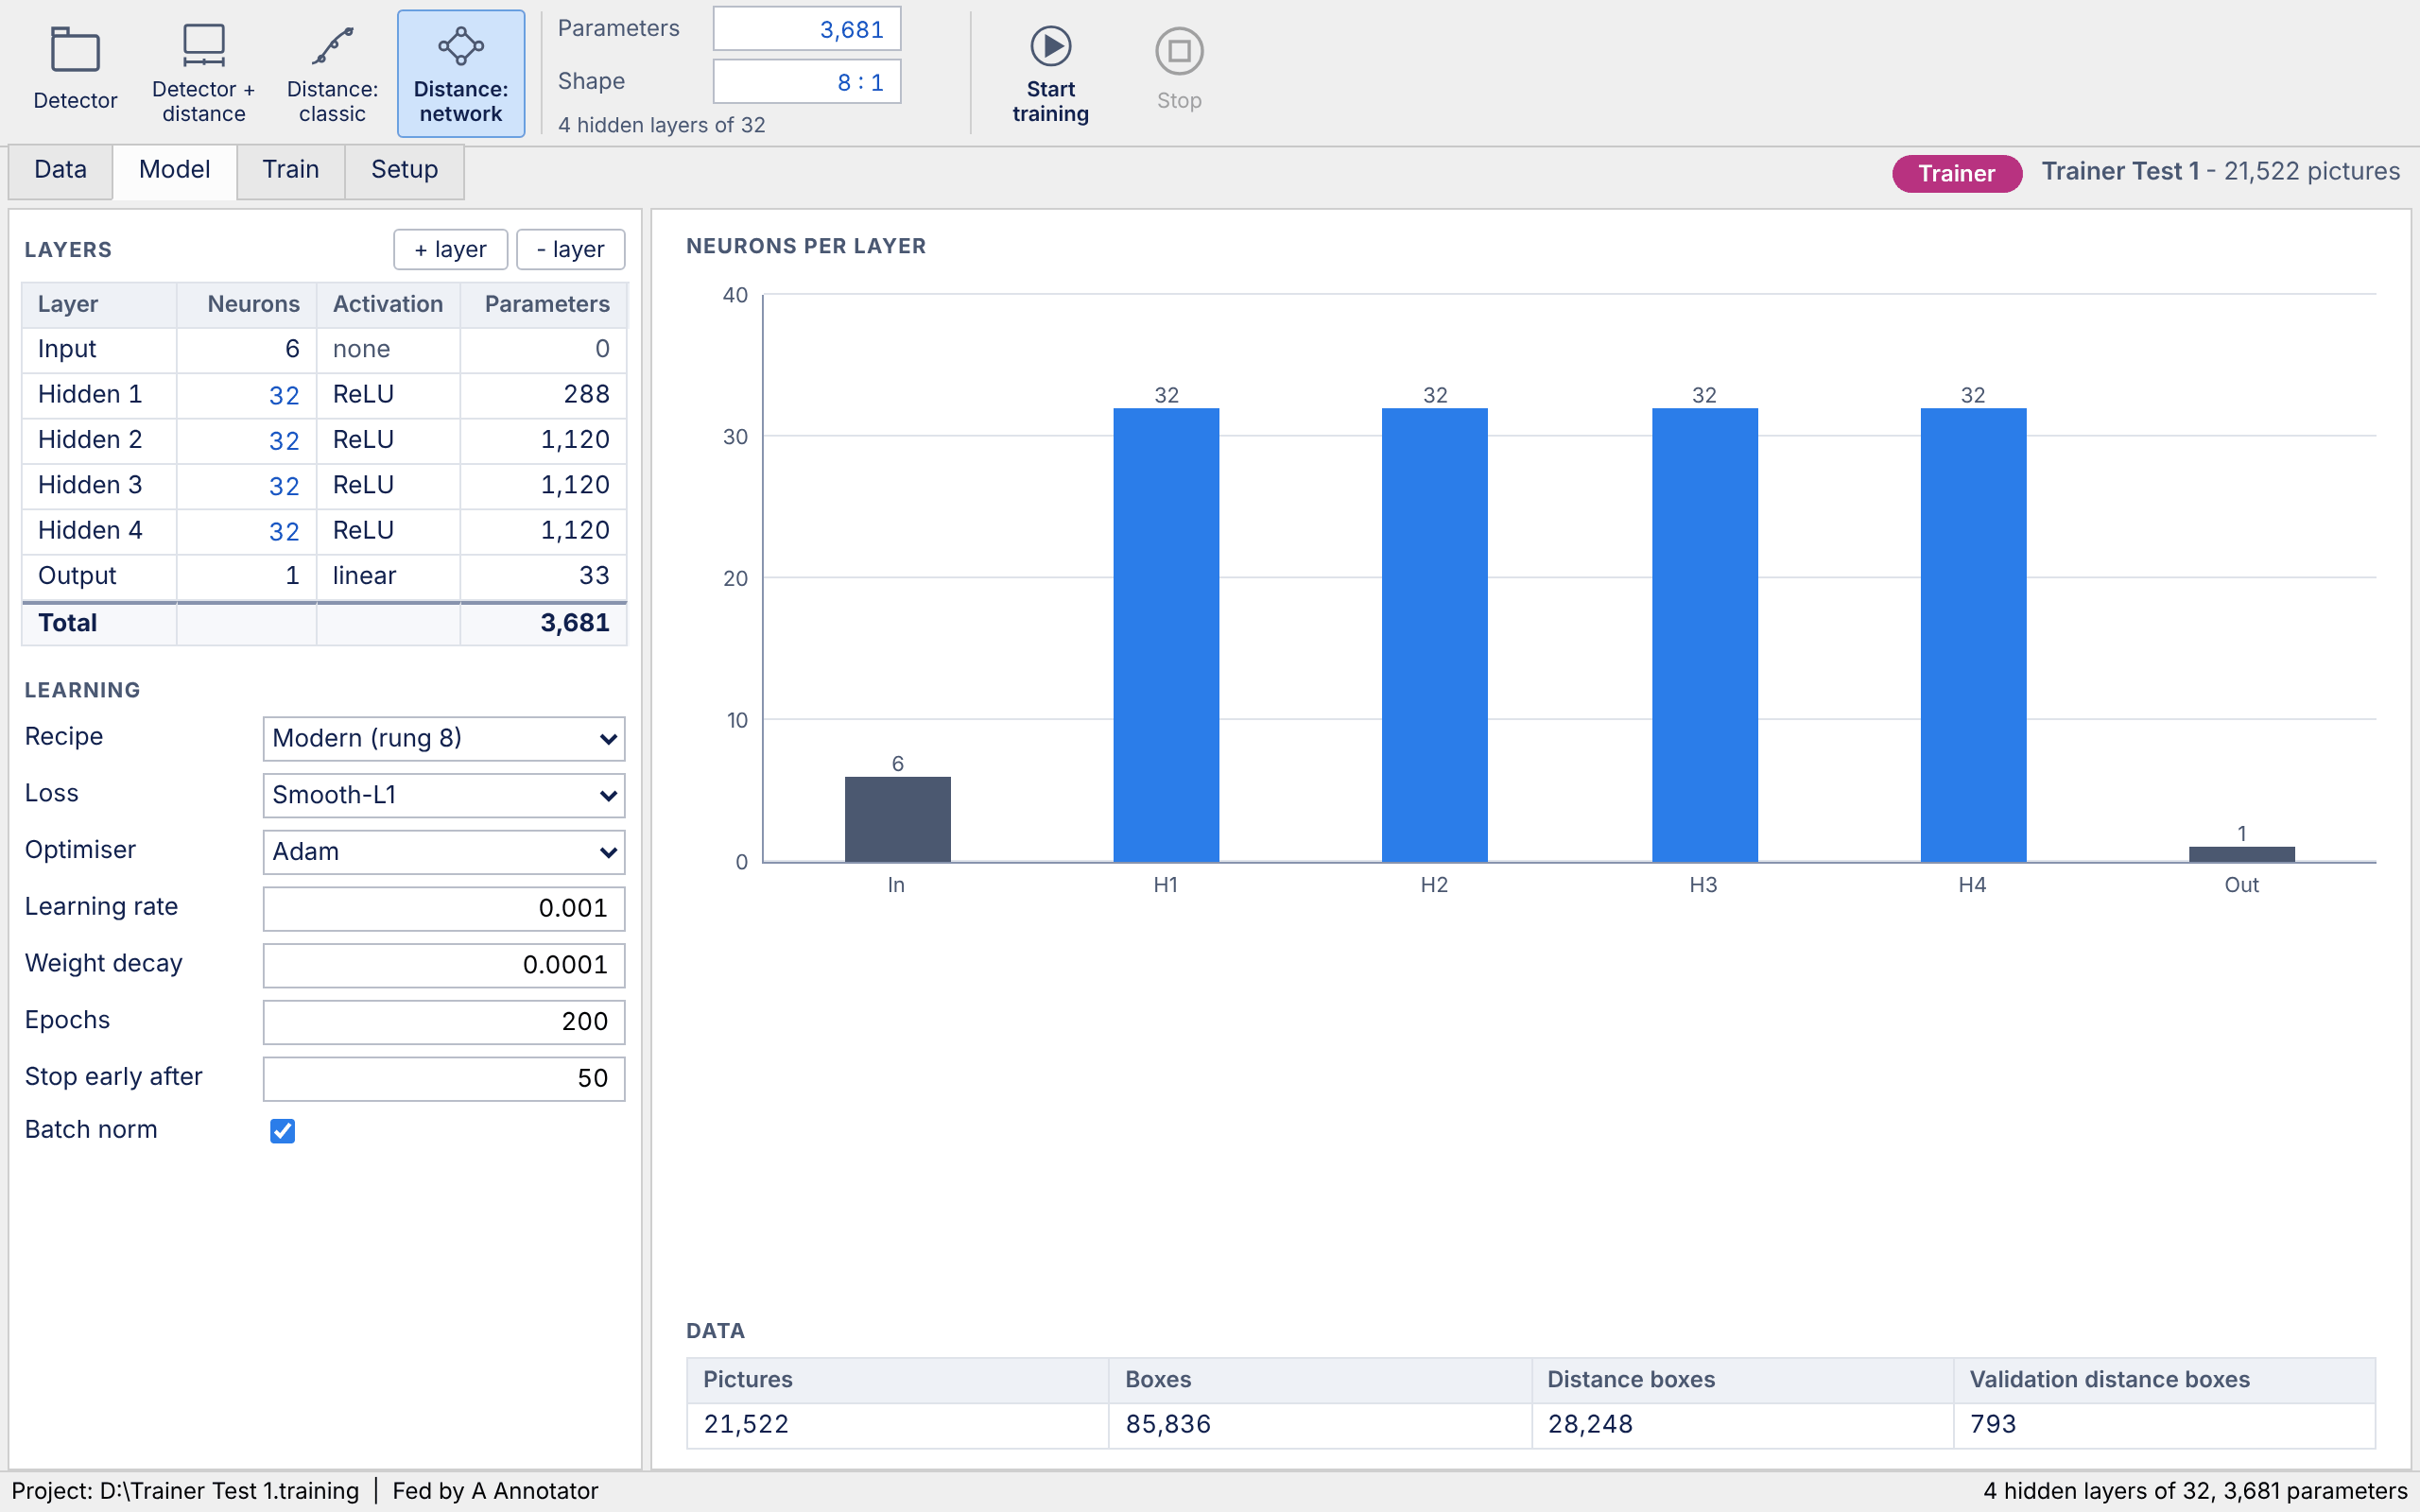 Detector
Detector +
distance
Distance:
classic
Distance:
network
Parameters 3,681
Shape 8 : 1
4 hidden layers of 32
Start
training
Stop
Data Model Train Setup
Trainer Trainer Test 1 - 21,522 pictures
LAYERS + layer - layer
Layer Neurons Activation Parameters
Input 6 none 0
Hidden 1 32 ReLU 288
Hidden 2 32 ReLU 1,120
Hidden 3 32 ReLU 1,120
Hidden 4 32 ReLU 1,120
Output 1 linear 33
Total 3,681
LEARNING
Recipe Modern (rung 8)
Loss Smooth-L1
Optimiser Adam
Learning rate 0.001
Weight decay 0.0001
Epochs 200
Stop early after 50
Batch norm
NEURONS PER LAYER
40
32 32 32 32
30
20
10
6
1
0
In H1 H2 H3 H4 Out
DATA
Pictures Boxes Distance boxes Validation distance boxes
21,522 85,836 28,248 793
Project: D:\Trainer Test 1.training | Fed by A Annotator
4 hidden layers of 32, 3,681 parameters